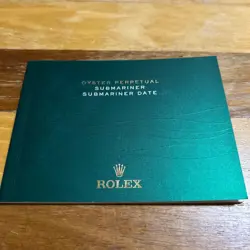 OYSTER PERPETUAL
SUBMARINER
SUBMARINER DATE
ROLEX